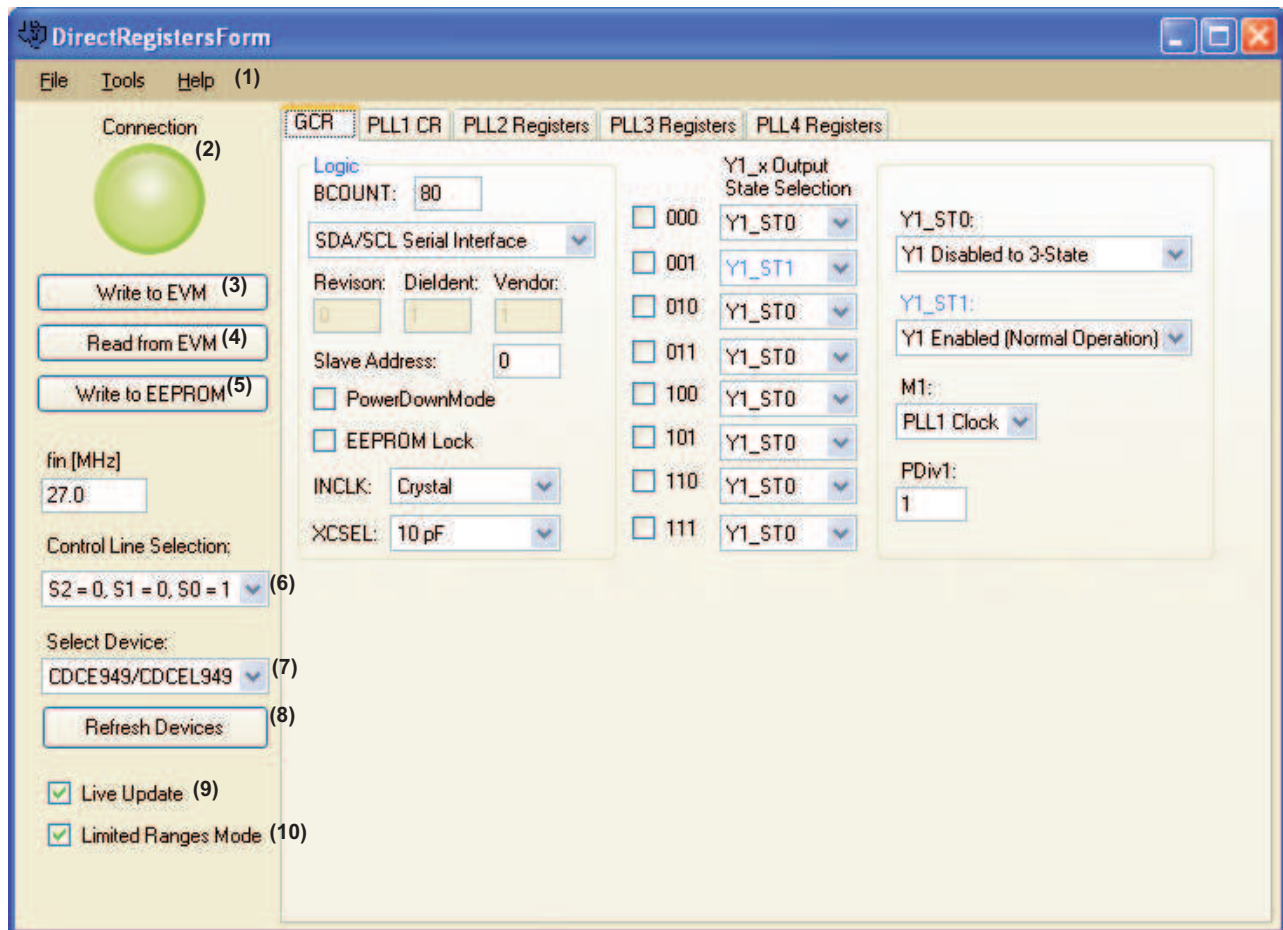 DirectRegistersForm
File Tools Help (1)
Connection
(2)
Write to EVM (3)
Read from EVM (4)
Write to EEPROM (5)
fin [MHz]
27.0
Control Line Selection:
S2 = 0, S1 = 0, S0 = 1 (6)
Select Device:
CDCE949/CDCEL949 (7)
Refresh Devices (8)
Live Update (9)
Limited Ranges Mode (10)
GCR PLL1 CR PLL2 Registers PLL3 Registers PLL4 Registers
Logic
BCOUNT: 80
SDA/SCL Serial Interface
Revison: DieIdent: Vendor:
0 1 1
Slave Address: 0
PowerDownMode
EEPROM Lock
INCLK: Crystal
XCSEL: 10 pF
Y1_x Output
State Selection
000 Y1_ST0
001 Y1_ST1
010 Y1_ST0
011 Y1_ST0
100 Y1_ST0
101 Y1_ST0
110 Y1_ST0
111 Y1_ST0
Y1_ST0:
Y1 Disabled to 3-State
Y1_ST1:
Y1 Enabled (Normal Operation)
M1:
PLL1 Clock
PDiv1:
1